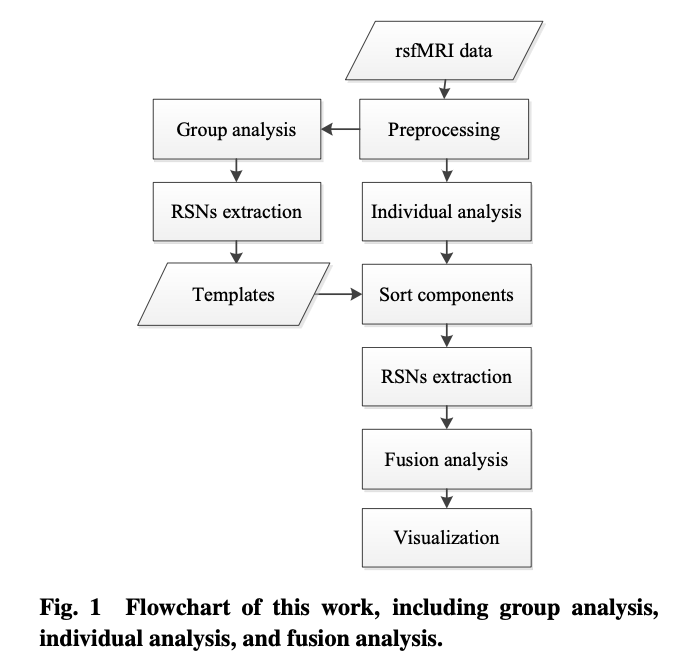 rsfMRI data
Group analysis
Preprocessing
RSNs extraction
Individual analysis
Templates
Sort components
RSNs extraction
Fusion analysis
Visualization
Fig. 1 Flowchart of this work, including group analysis,
individual analysis, and fusion analysis.